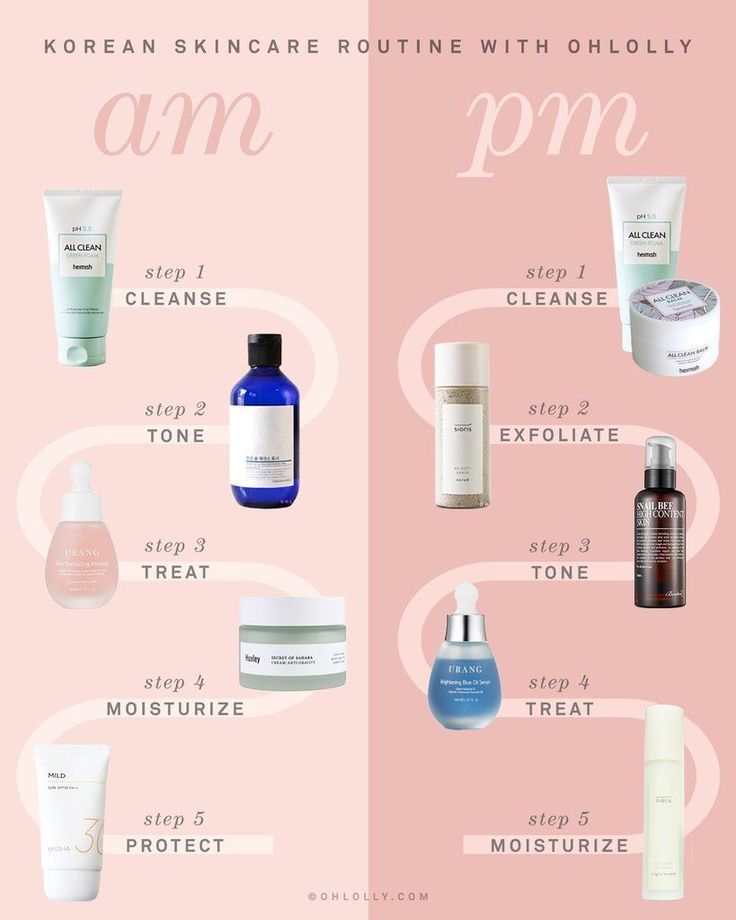 KOREAN SKINCARE ROUTINE WITH OHLOLLY
am
pH 5.5
ALL CLEAN
GREEN FOAM
heimish
step 1
CLEANSE
step 2
TONE
step 3
TREAT
URANG
Ampoule
Huxley
SECRET OF SAHARA
CREAM; ANTI-GRAVITY
step 4
MOISTURIZE
MILD
SUN SPF30 PA++
MISSHA
30
step 5
PROTECT
pm
pH 5.5
ALL CLEAN
GREEN FOAM
heimish
ALL CLEAN
BALM
ALL CLEAN BALM
heimish
step 1
CLEANSE
sioris
scrub
step 2
EXFOLIATE
SNAIL BEE
HIGH CONTENT
SKIN
Benton
step 3
TONE
URANG
Brightening Blue Oil Serum
step 4
TREAT
sioris
step 5
MOISTURIZE
©OHLOLLY.COM